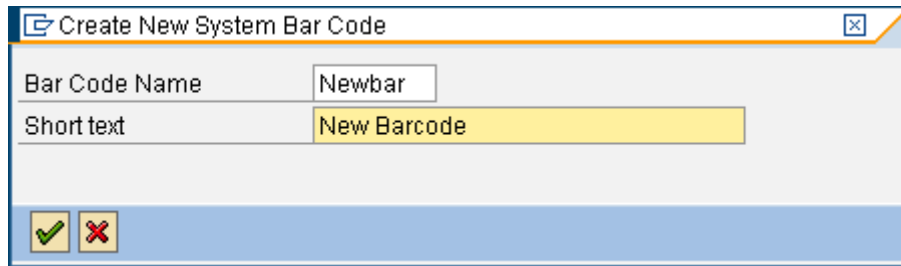 Create New System Bar Code
Bar Code Name Newbar
Short text New Barcode